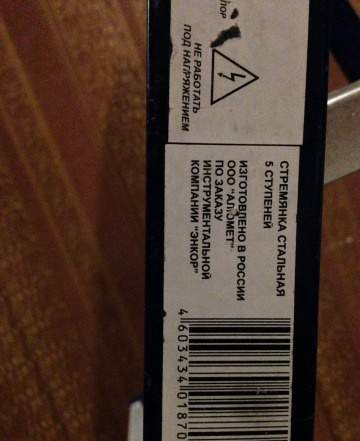 НЕ РАБОТАТЬ
ПОД НАПРЯЖЕНИЕМ
СТРЕМЯНКА СТАЛЬНАЯ
5 СТУПЕНЕЙ
ИЗГОТОВЛЕНО В РОССИИ
ООО "АЛЮМЕТ"
ПО ЗАКАЗУ
ИНСТРУМЕНТАЛЬНОЙ
КОМПАНИИ "ЭНКОР"
460343401870